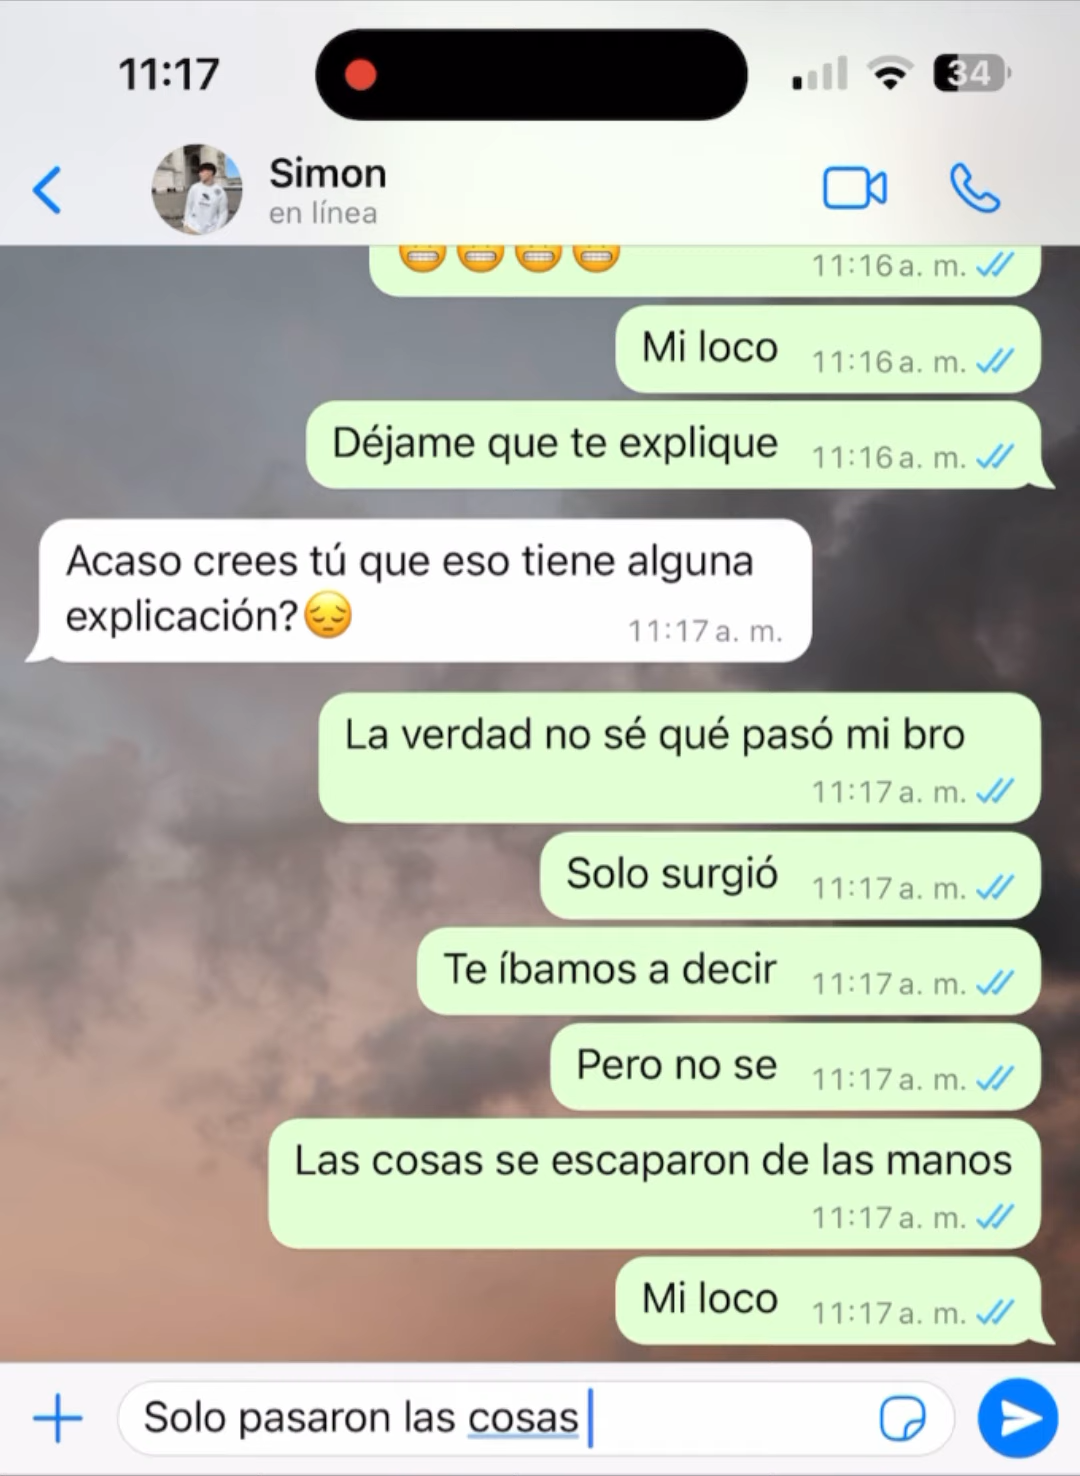 11:17
34
Simon
en línea
😬😬😬😬
11:16 a. m.
Mi loco
11:16 a. m.
Déjame que te explique
11:16 a. m.
Acaso crees tú que eso tiene alguna
explicación?😔
11:17 a. m.
La verdad no sé qué pasó mi bro
11:17 a. m.
Solo surgió
11:17 a. m.
Te íbamos a decir
11:17 a. m.
Pero no se
11:17 a. m.
Las cosas se escaparon de las manos
11:17 a. m.
Mi loco
11:17 a. m.
Solo pasaron las cosas